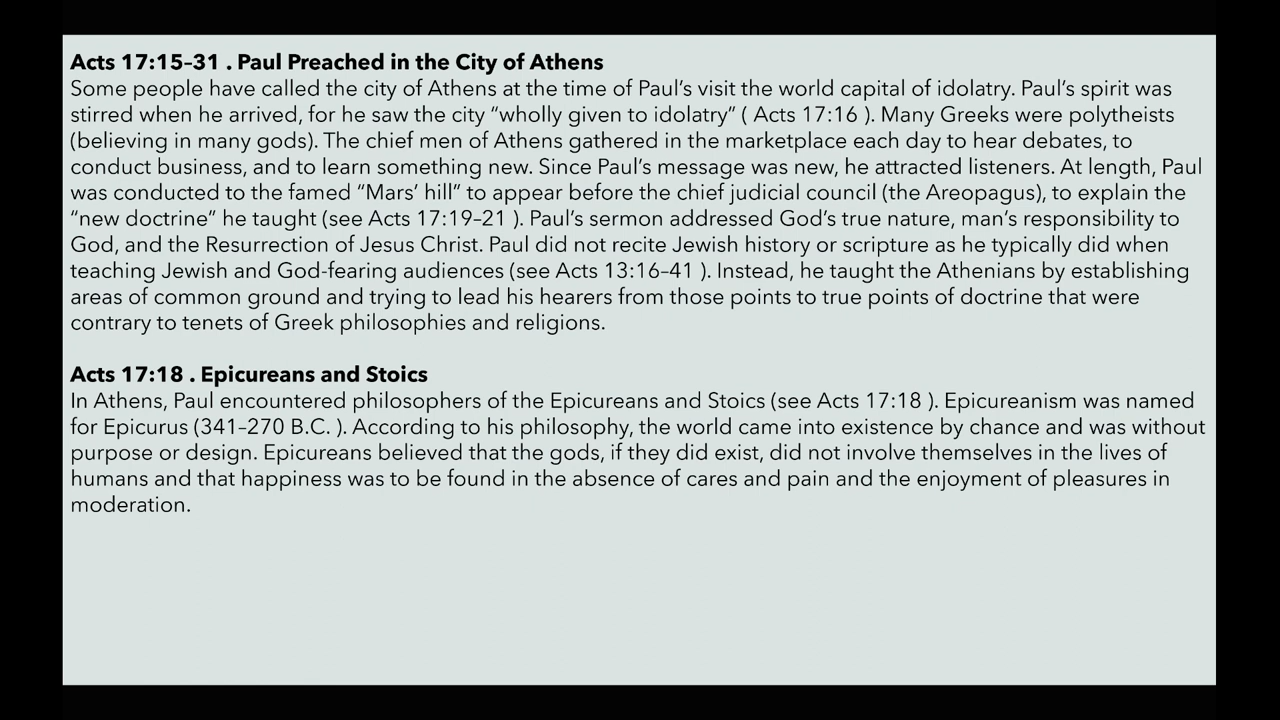 Acts 17:15–31 . Paul Preached in the City of Athens
Some people have called the city of Athens at the time of Paul’s visit the world capital of idolatry. Paul’s spirit was
stirred when he arrived, for he saw the city “wholly given to idolatry” ( Acts 17:16 ). Many Greeks were polytheists
(believing in many gods). The chief men of Athens gathered in the marketplace each day to hear debates, to
conduct business, and to learn something new. Since Paul’s message was new, he attracted listeners. At length, Paul
was conducted to the famed “Mars’ hill” to appear before the chief judicial council (the Areopagus), to explain the
“new doctrine” he taught (see Acts 17:19–21 ). Paul’s sermon addressed God’s true nature, man’s responsibility to
God, and the Resurrection of Jesus Christ. Paul did not recite Jewish history or scripture as he typically did when
teaching Jewish and God-fearing audiences (see Acts 13:16–41 ). Instead, he taught the Athenians by establishing
areas of common ground and trying to lead his hearers from those points to true points of doctrine that were
contrary to tenets of Greek philosophies and religions.
Acts 17:18 . Epicureans and Stoics
In Athens, Paul encountered philosophers of the Epicureans and Stoics (see Acts 17:18 ). Epicureanism was named
for Epicurus (341–270 B.C. ). According to his philosophy, the world came into existence by chance and was without
purpose or design. Epicureans believed that the gods, if they did exist, did not involve themselves in the lives of
humans and that happiness was to be found in the absence of cares and pain and the enjoyment of pleasures in
moderation.